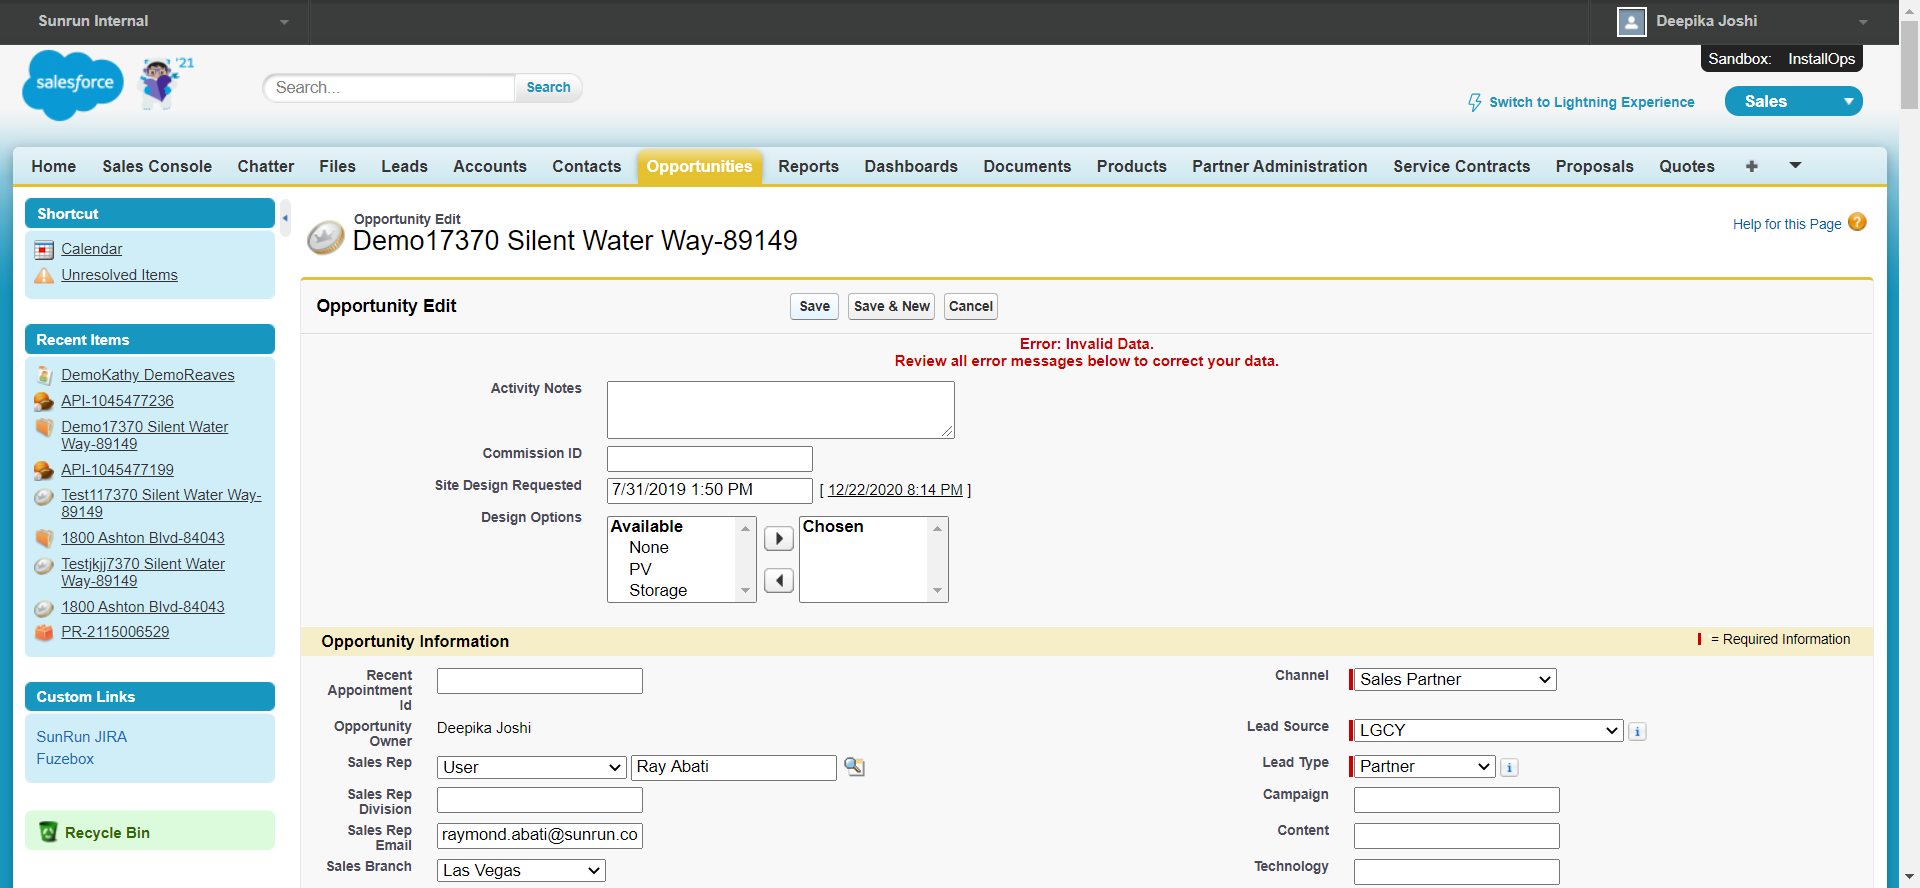 Sunrun Internal
Deepika Joshi
Sandbox: InstallOps
salesforce
'21
Search...
Search
Switch to Lightning Experience
Sales
Home Sales Console Chatter Files Leads Accounts Contacts Opportunities Reports Dashboards Documents Products Partner Administration Service Contracts Proposals Quotes +
Shortcut
Calendar
Unresolved Items
Recent Items
DemoKathy DemoReaves
API-1045477236
Demo17370 Silent Water
Way-89149
API-1045477199
Test117370 Silent Water Way-
89149
1800 Ashton Blvd-84043
Testjkjj7370 Silent Water
Way-89149
1800 Ashton Blvd-84043
PR-2115006529
Custom Links
SunRun JIRA
Fuzebox
Recycle Bin
Opportunity Edit
Demo17370 Silent Water Way-89149
Help for this Page ?
Opportunity Edit
Save
Save & New
Cancel
Error: Invalid Data.
Review all error messages below to correct your data.
Activity Notes
Commission ID
Site Design Requested
7/31/2019 1:50 PM
[ 12/22/2020 8:14 PM ]
Design Options
Available
None
PV
Storage
Chosen
Opportunity Information
= Required Information
Recent
Appointment
Id
Opportunity
Owner
Deepika Joshi
Sales Rep
User
Ray Abati
Sales Rep
Division
Sales Rep
Email
raymond.abati@sunrun.co
Sales Branch
Las Vegas
Channel
Sales Partner
Lead Source
LGCY
i
Lead Type
Partner
i
Campaign
Content
Technology